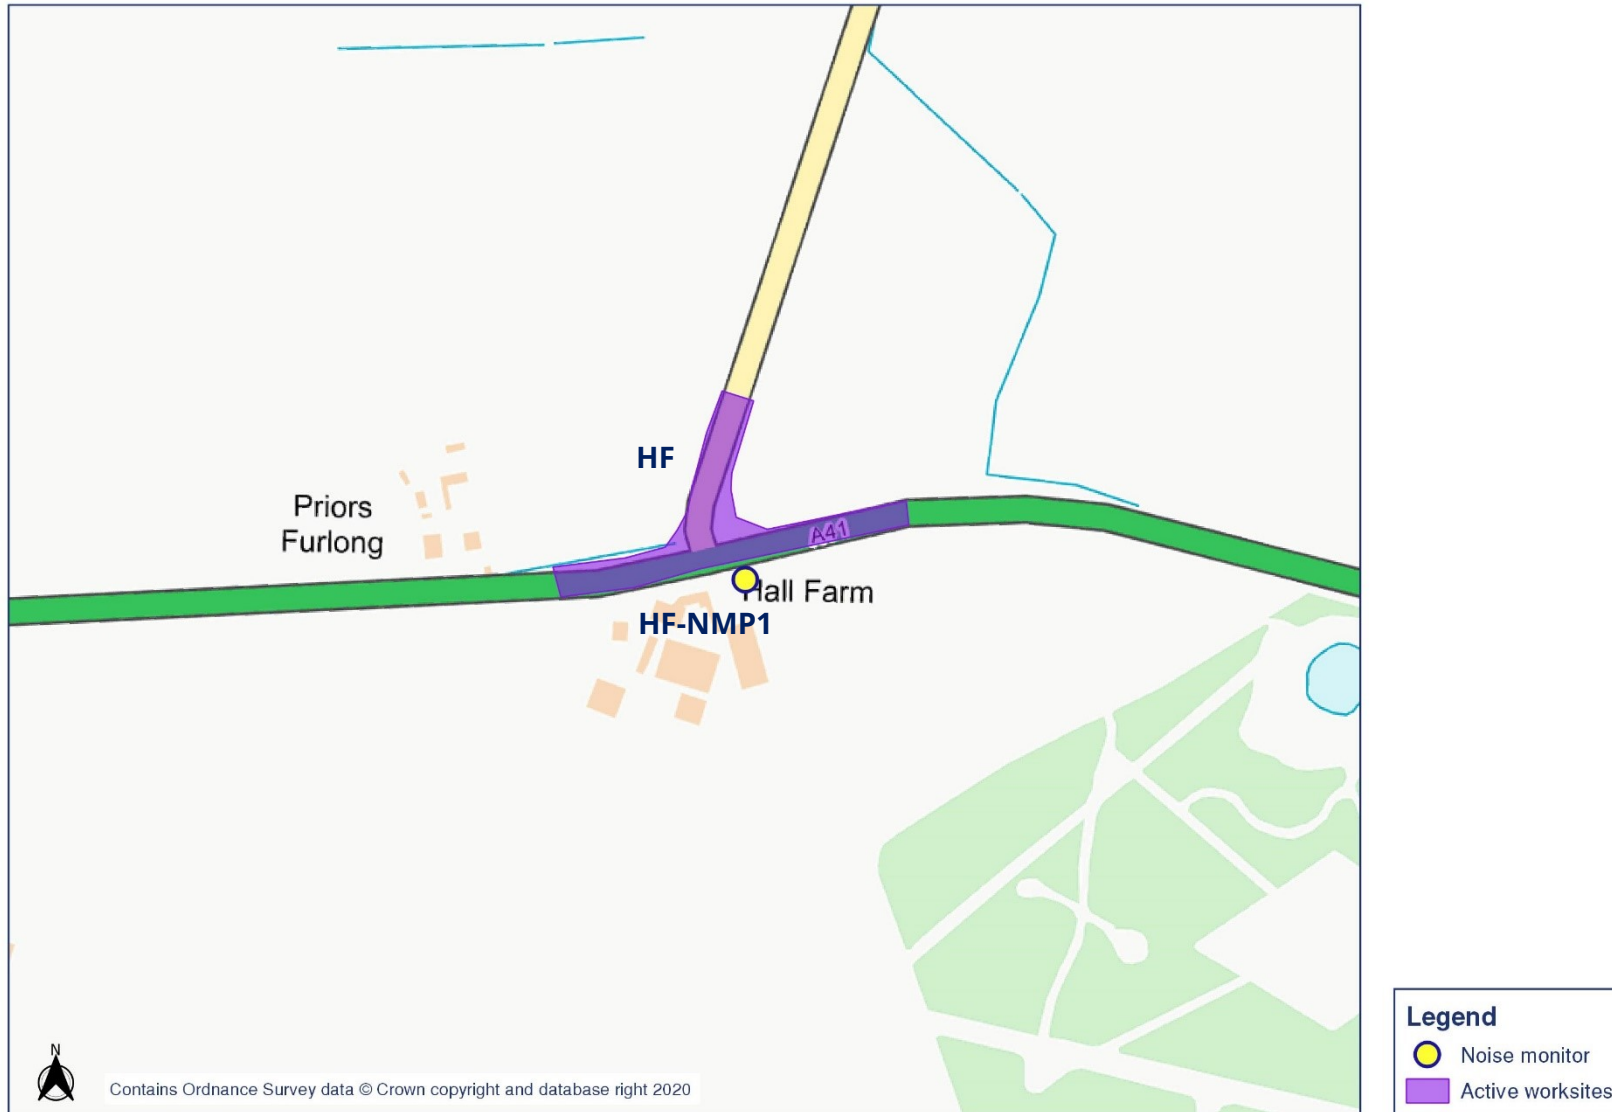 HF
Priors
Furlong
A41
Hall Farm
HF-NMP1
N
Contains Ordnance Survey data © Crown copyright and database right 2020
Legend
Noise monitor
Active worksites